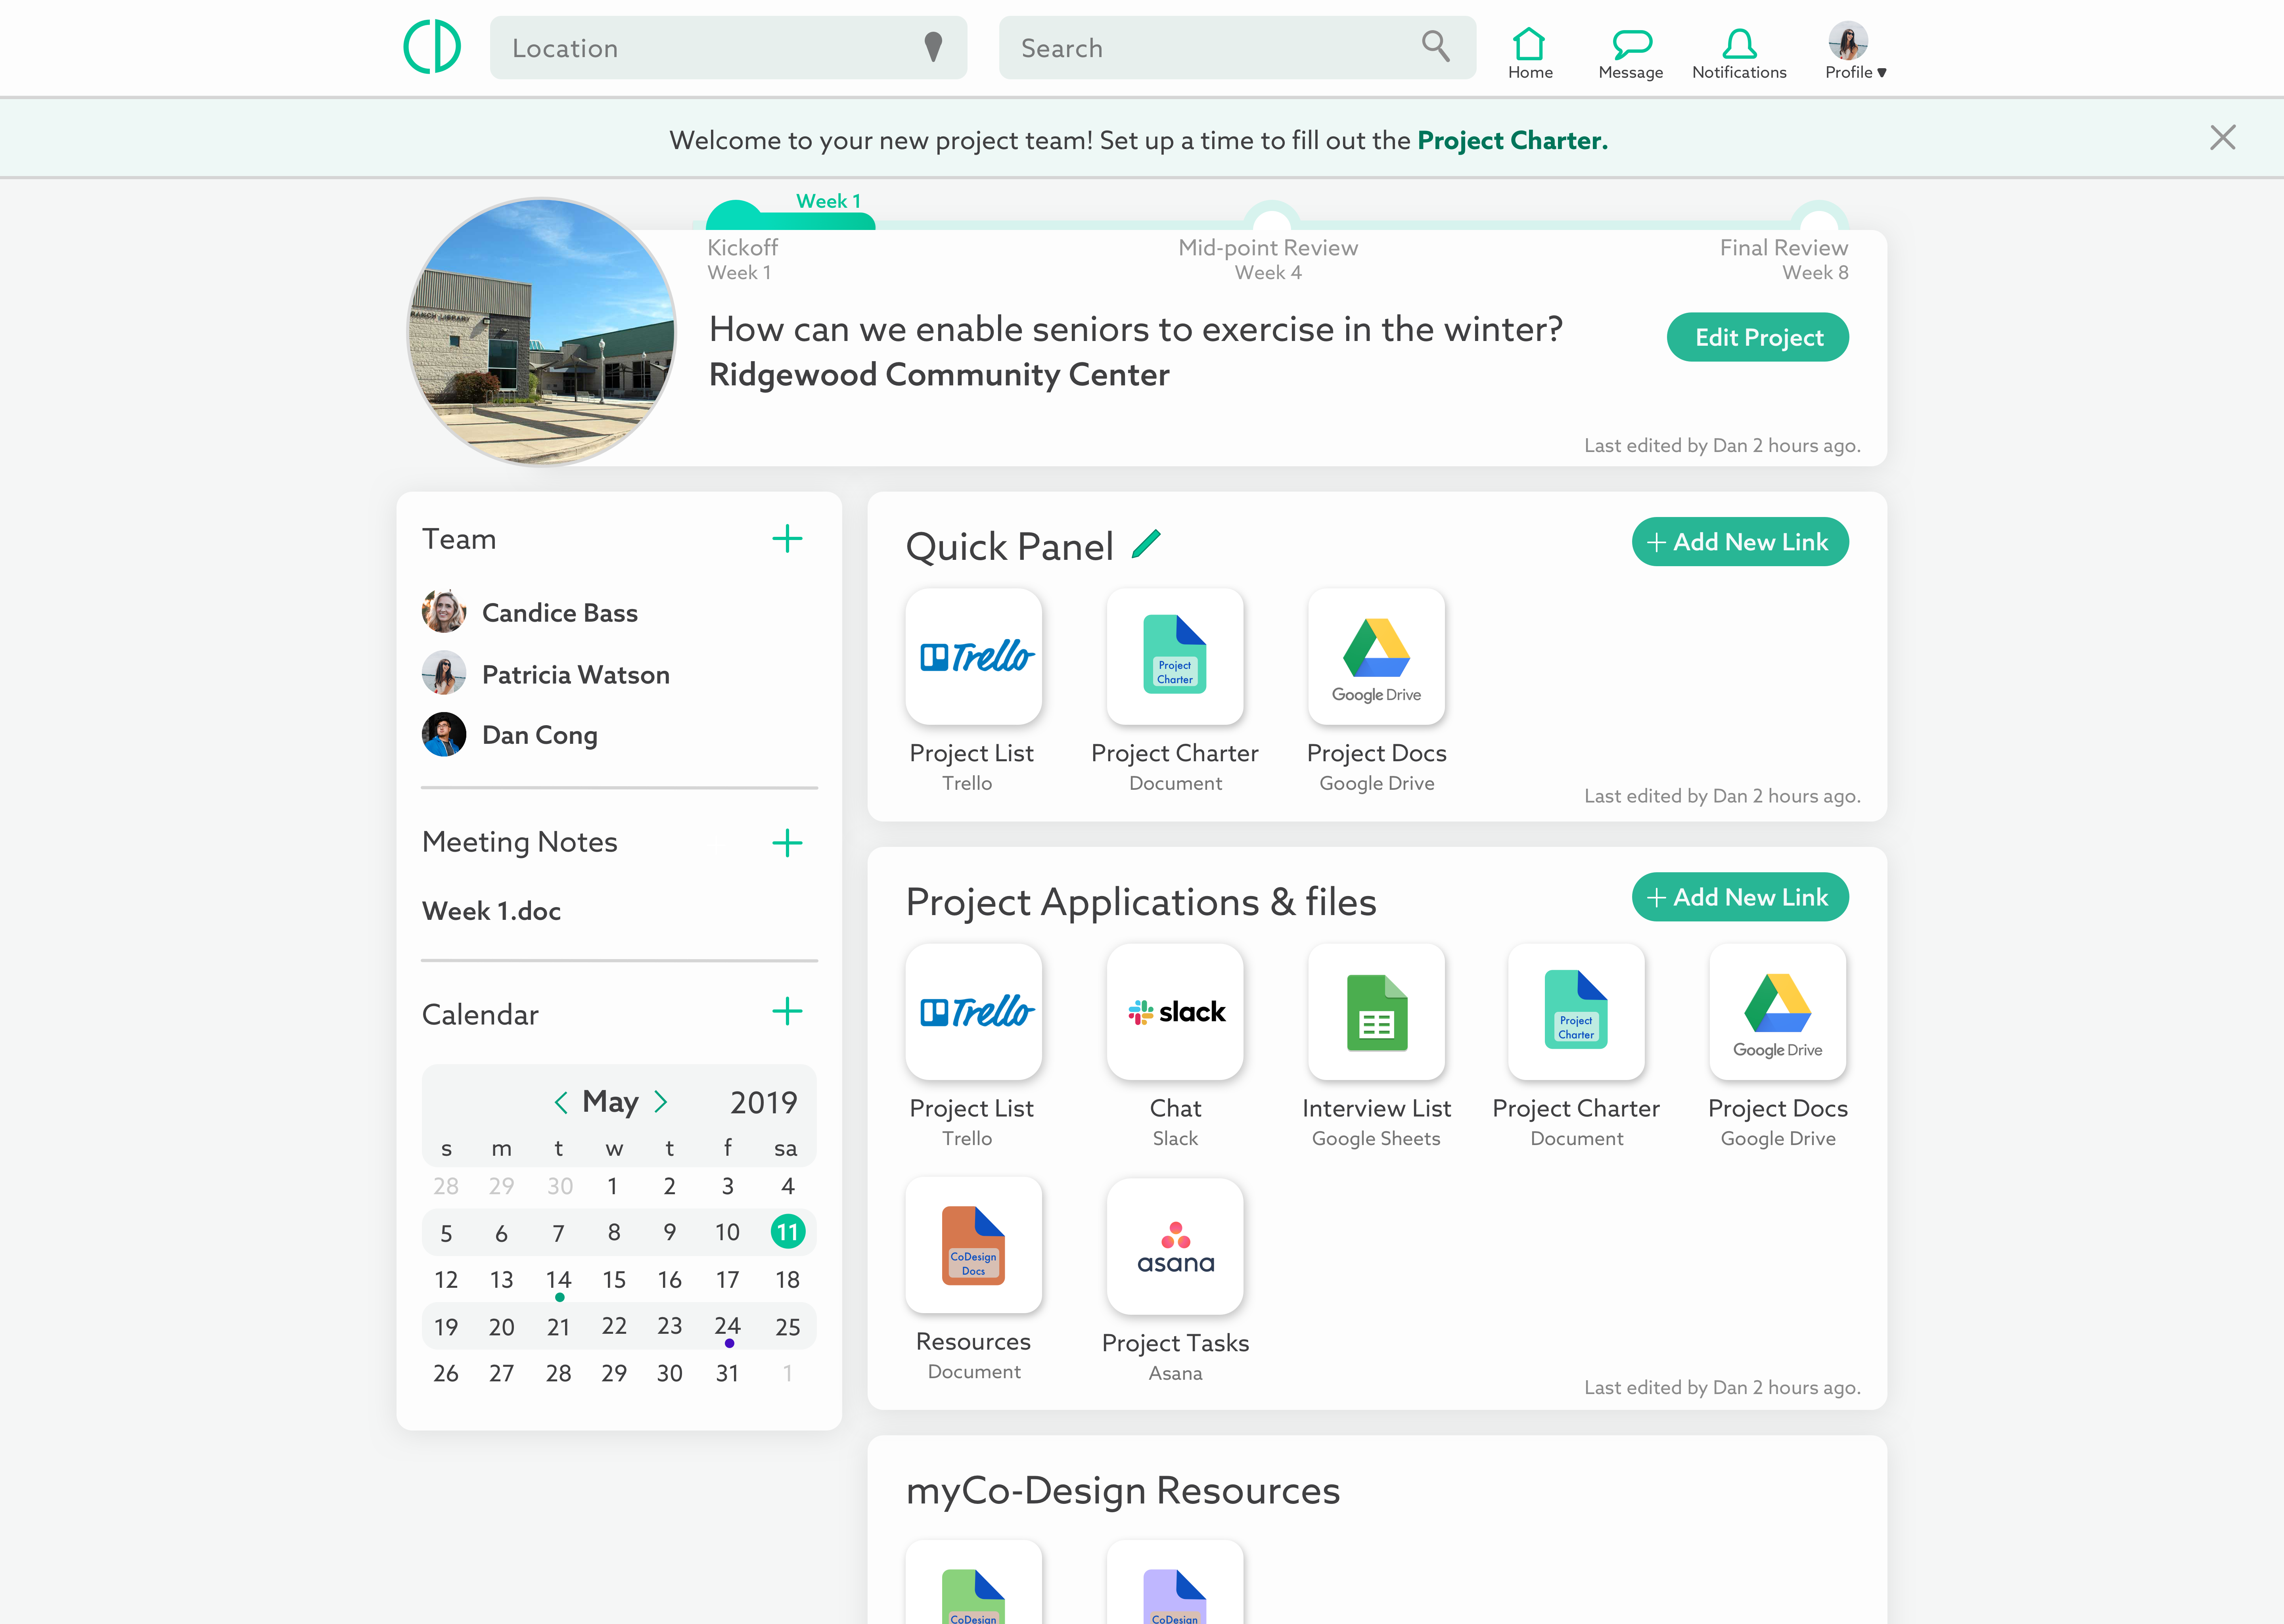 Location
Search
Home
Message
Notifications
Profile
Welcome to your new project team! Set up a time to fill out the Project Charter.
Week 1
Kickoff
Week 1
Mid-point Review
Week 4
Final Review
Week 8
RANCH LIBRARY
How can we enable seniors to exercise in the winter?
Ridgewood Community Center
Edit Project
Last edited by Dan 2 hours ago.
Team
Candice Bass
Patricia Watson
Dan Cong
Meeting Notes
Week 1.doc
Calendar
May
2019
s m t w t f sa
28 29 30 1 2 3 4
5 6 7 8 9 10 11
12 13 14 15 16 17 18
19 20 21 22 23 24 25
26 27 28 29 30 31 1
Quick Panel
+ Add New Link
Trello
Project
Charter
Google Drive
Project List
Trello
Project Charter
Document
Project Docs
Google Drive
Last edited by Dan 2 hours ago.
Project Applications & files
+ Add New Link
Trello
slack
Project
Charter
Google Drive
Project List
Trello
Chat
Slack
Interview List
Google Sheets
Project Charter
Document
Project Docs
Google Drive
CoDesign
Docs
asana
Resources
Document
Project Tasks
Asana
Last edited by Dan 2 hours ago.
myCo-Design Resources
CoDesign
CoDesign